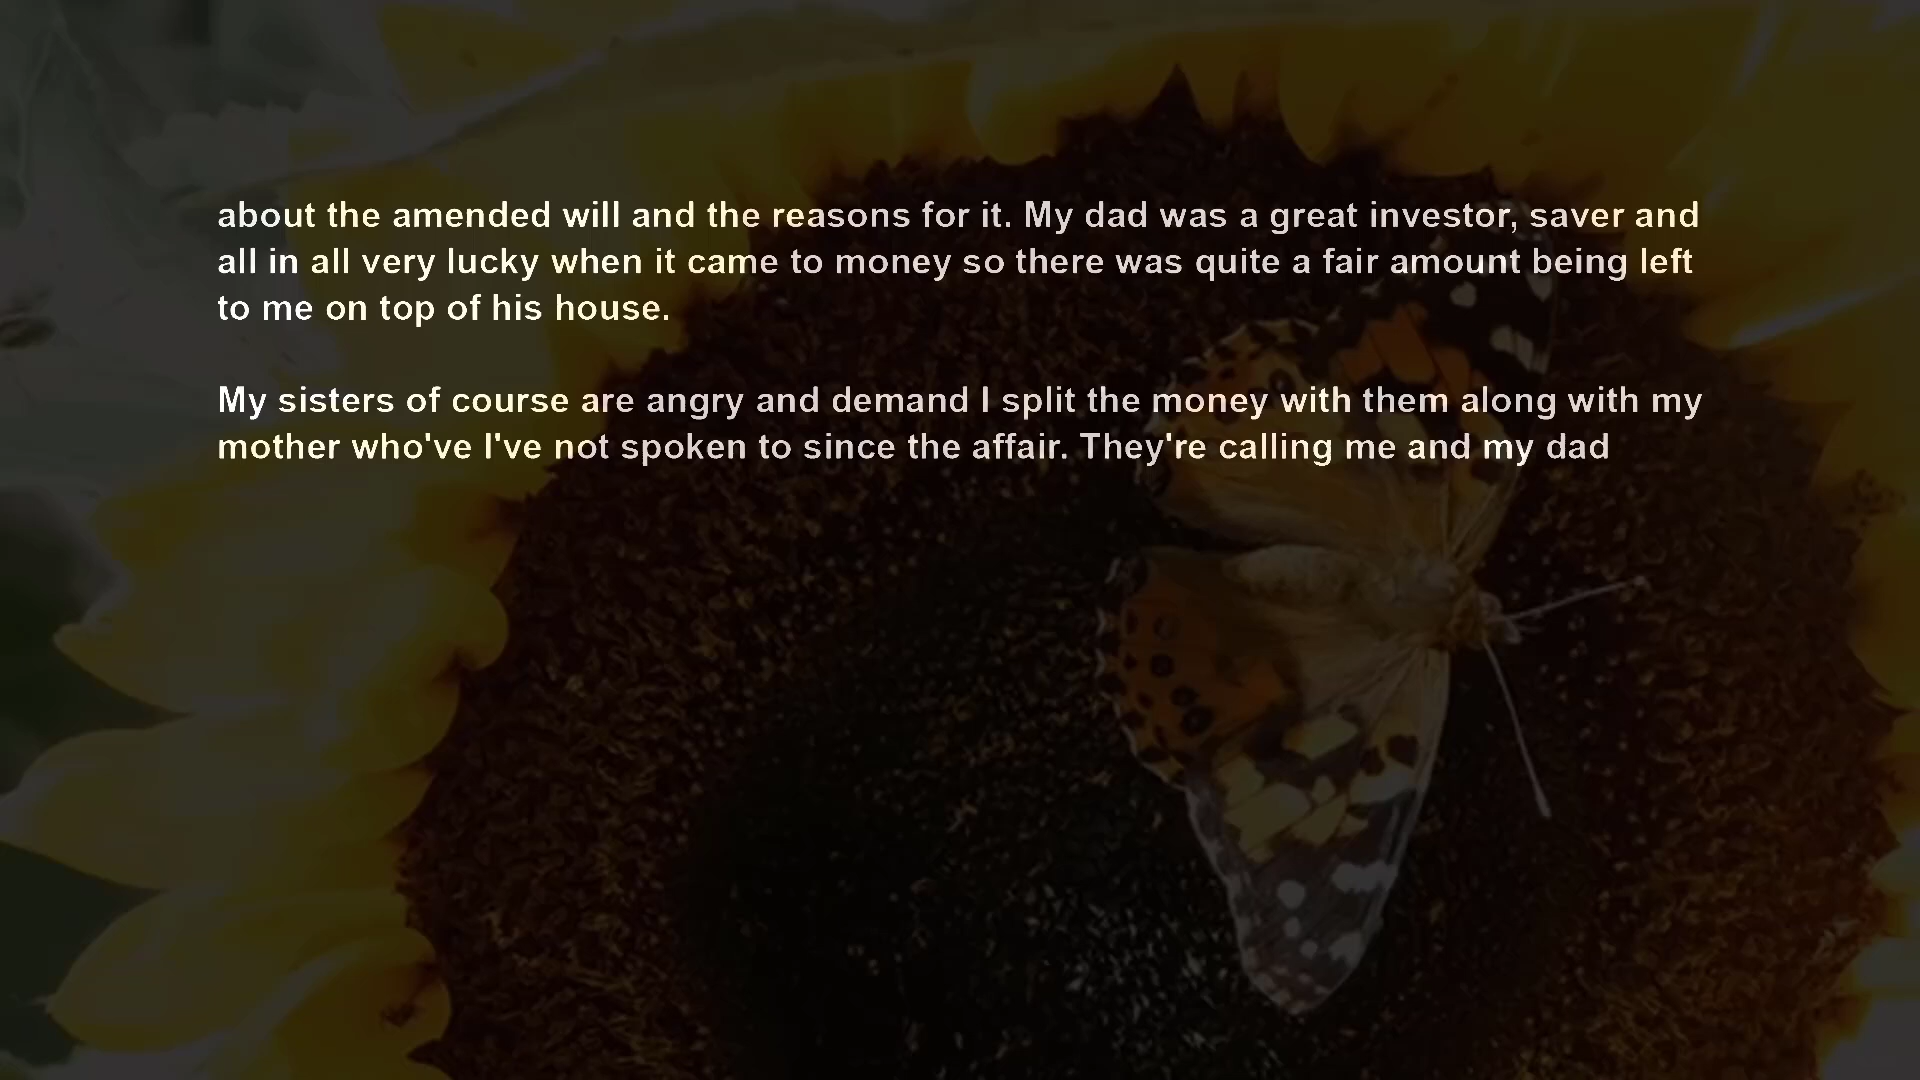 about the amended will and the reasons for it. My dad was a great investor, saver and
all in all very lucky when it came to money so there was quite a fair amount being left
to me on top of his house.
My sisters of course are angry and demand I split the money with them along with my
mother who've I've not spoken to since the affair. They're calling me and my dad